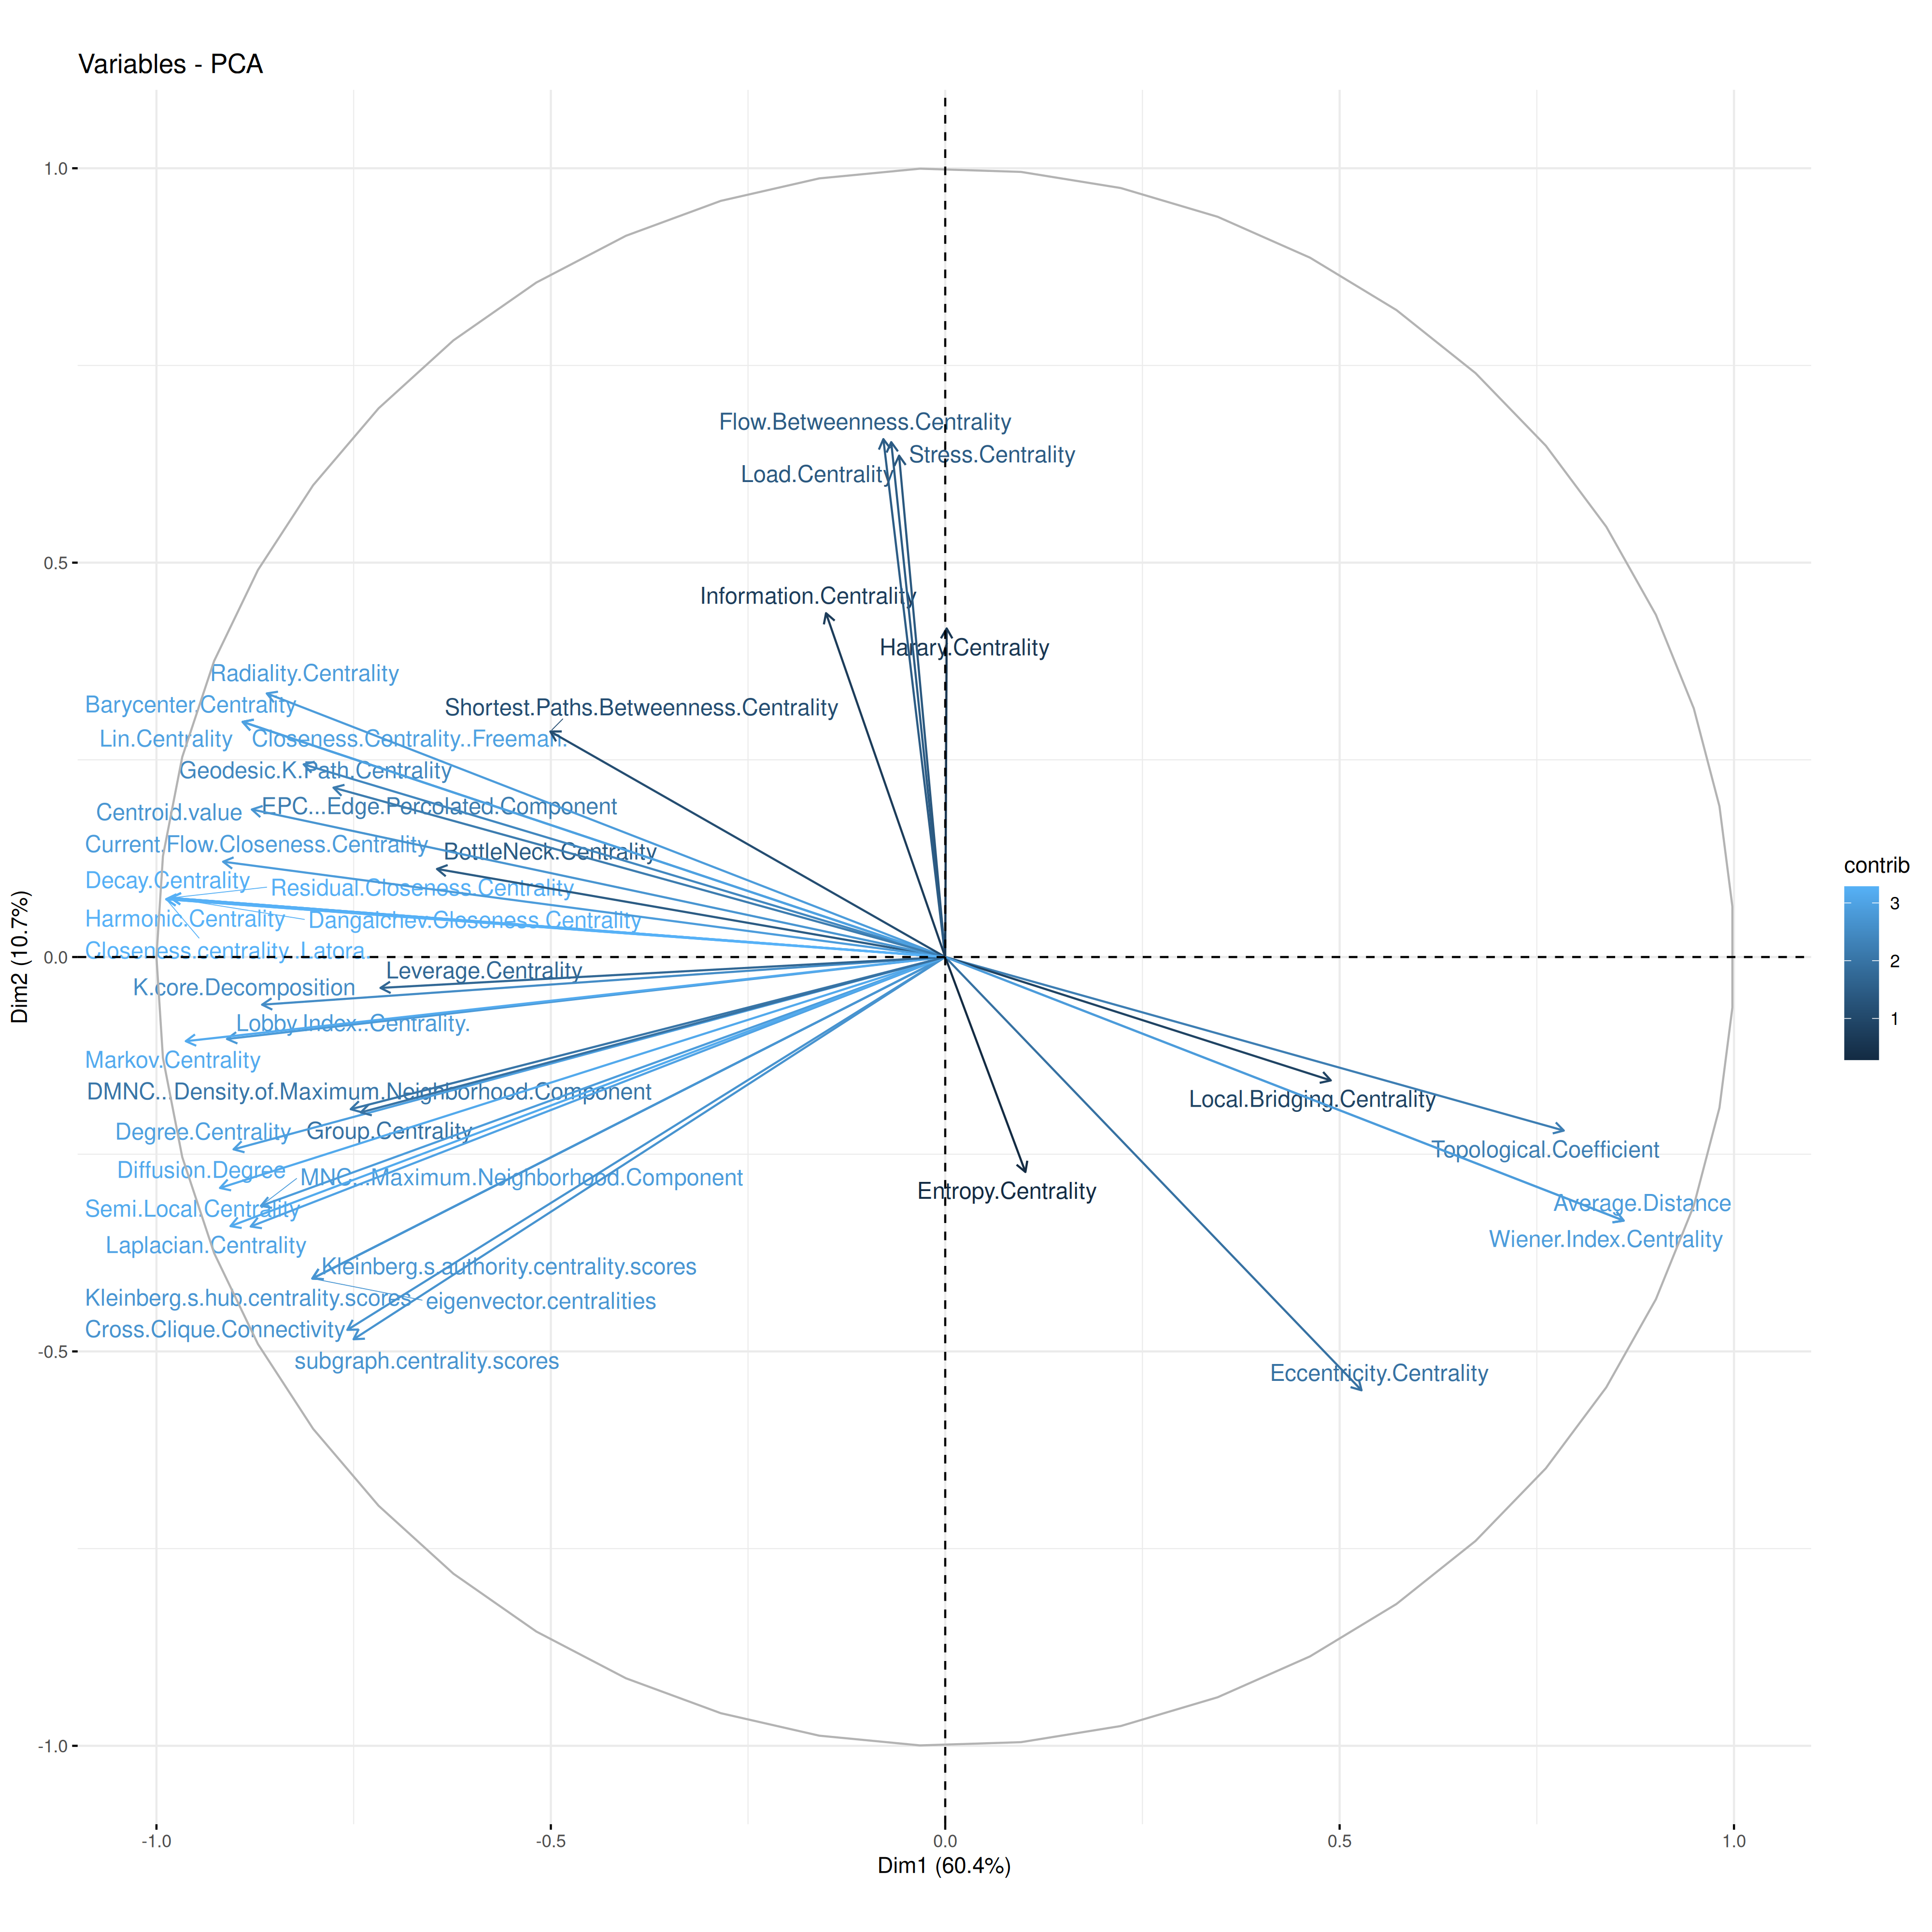 Variables - PCA
1.0
0.5
0.0
-0.5
-1.0
Dim2 (10.7%)
Flow.Betweenness.Centrality
Stress.Centrality
Load.Centrality
Information.Centrality
Harary.Centrality
Radiality.Centrality
Barycenter.Centrality
Shortest.Paths.Betweenness.Centrality
Lin.Centrality
Closeness.Centrality..Freeman.
Geodesic.K.Path.Centrality
Centroid.value
EPC...Edge.Percolated.Component
Current.Flow.Closeness.Centrality
BottleNeck.Centrality
Decay.Centrality
Residual.Closeness.Centrality
Harmonic.Centrality
Dangalchev.Closeness.Centrality
Closeness.centrality..Latora.
Leverage.Centrality
K.core.Decomposition
Lobby.Index..Centrality.
Markov.Centrality
DMNC...Density.of.Maximum.Neighborhood.Component
Degree.Centrality
Group.Centrality
Diffusion.Degree
MNC...Maximum.Neighborhood.Component
Semi.Local.Centrality
Laplacian.Centrality
Kleinberg.s.authority.centrality.scores
Kleinberg.s.hub.centrality.scores
eigenvector.centralities
Cross.Clique.Connectivity
subgraph.centrality.scores
Local.Bridging.Centrality
Topological.Coefficient
Entropy.Centrality
Average.Distance
Wiener.Index.Centrality
Eccentricity.Centrality
-1.0
-0.5
0.0
0.5
1.0
Dim1 (60.4%)
contrib
3
2
1